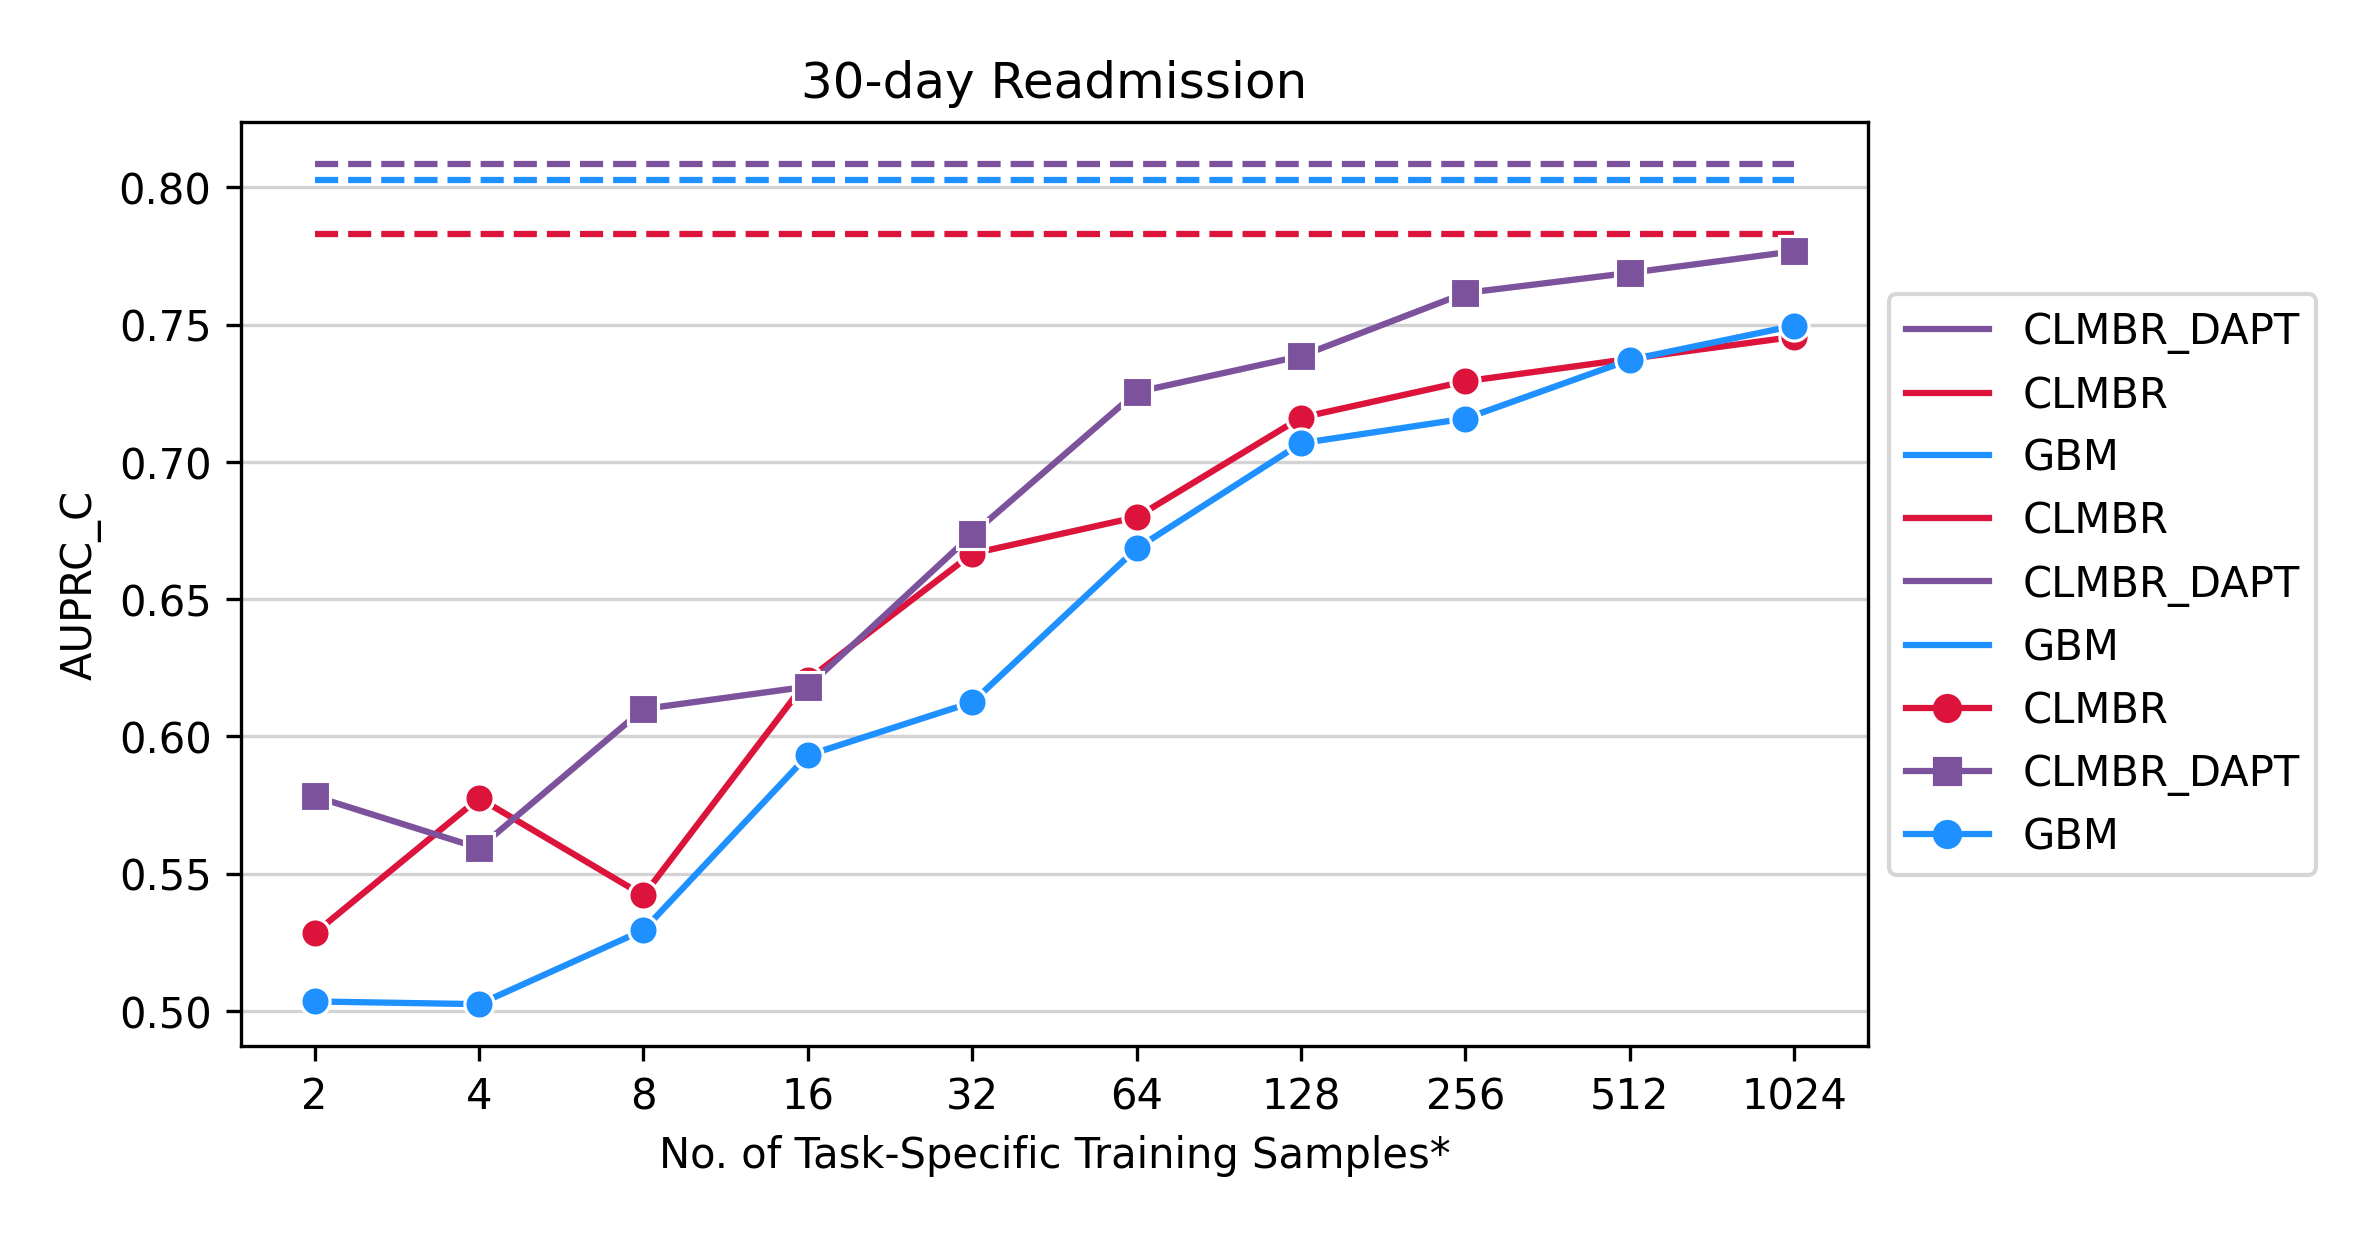 30-day Readmission
AUPRC_C
0.80
0.75
0.70
0.65
0.60
0.55
0.50
2 4 8 16 32 64 128 256 512 1024
No. of Task-Specific Training Samples*
CLMBR_DAPT
CLMBR
GBM
CLMBR
CLMBR_DAPT
GBM
CLMBR
CLMBR_DAPT
GBM